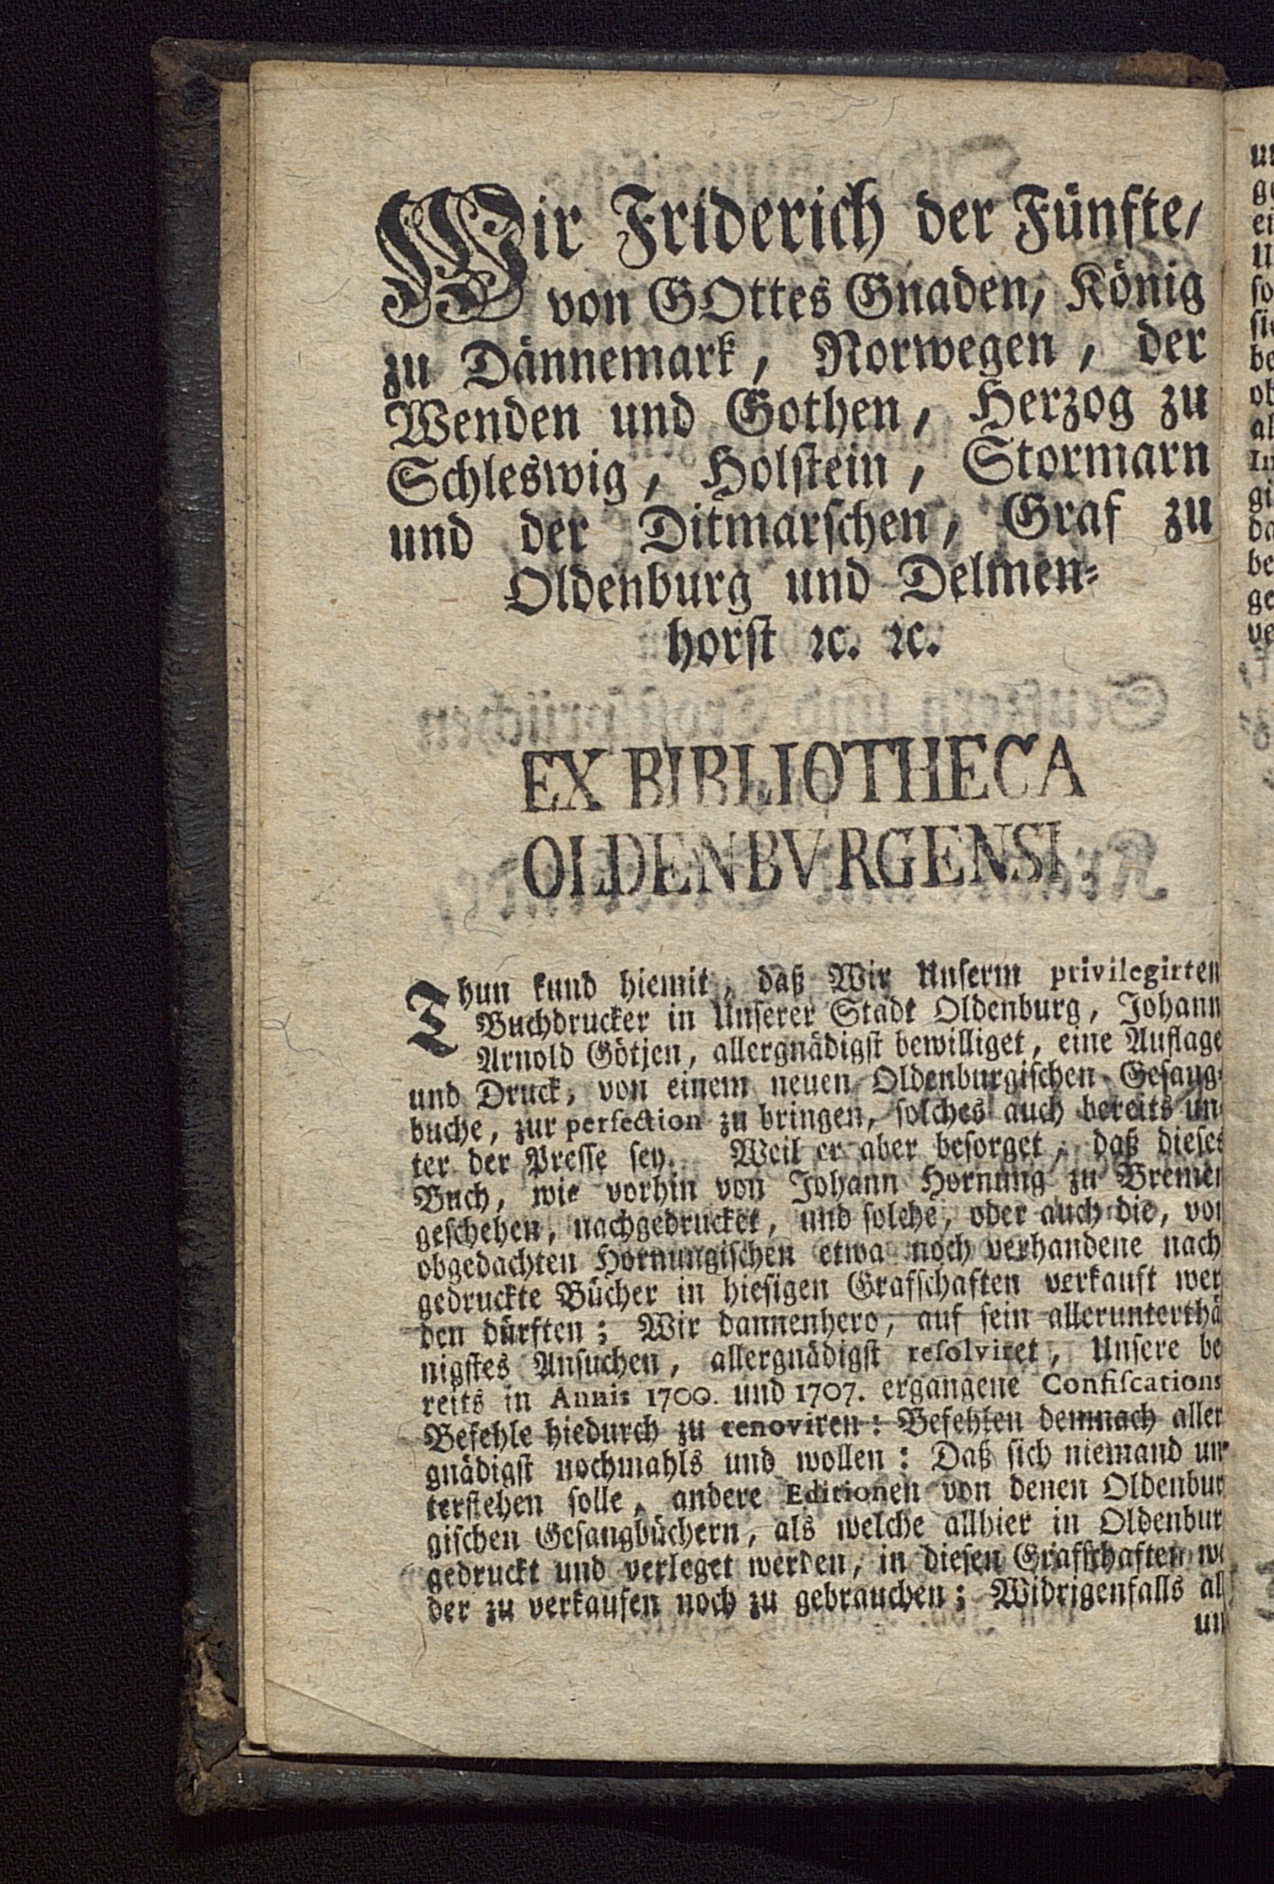 Wir Friderich der Fünfte/
von GOttes Gnaden, König
zu Dännemark, Norwegen, der
Wenden und Gothen, Herzog zu
Schleswig, Holstein, Stormarn
und der Ditmarschen, Graf zu
Oldenburg und Delmen-
horst ꝛc. ꝛc.
EX BIBLIOTHECA
OLDENBVRGENSI.
Thun kund hiemit, daß Wir Unserm privilegirten
Buchdrucker in Unserer Stadt Oldenburg, Johann
Arnold Götjen, allergnädigst bewilliget, eine Auflage
und Druck, von einem neuen Oldenburgischen Gesang-
buche, zur perfection zu bringen, solches auch bereits un-
ter der Presse sey. Weil er aber besorget, daß dieses
Buch, wie vorhin von Johann Hornung zu Bremen
geschehen, nachgedrucket, und solche, oder auch die, von
obgedachten Hornungischen etwa noch verhandene nach
gedruckte Bücher in hiesigen Grafschaften verkauft wer
den dürften; Wir dannenhero, auf sein allerunterthä
nigstes Ansuchen, allergnädigst resolviret, Unsere be
reits in Annis 1700. und 1707. ergangene Confiscations
Befehle hiedurch zu renoviren: Befehlen demnach aller
gnädigst nochmahls und wollen: Daß sich niemand un
terstehen solle, andere Editionen von denen Oldenbur
gischen Gesangbüchern, als welche allhier in Oldenbur
gedruckt und verleget werden, in diesen Grafschaften we
der zu verkaufen noch zu gebrauchen; Widrigenfalls al
un